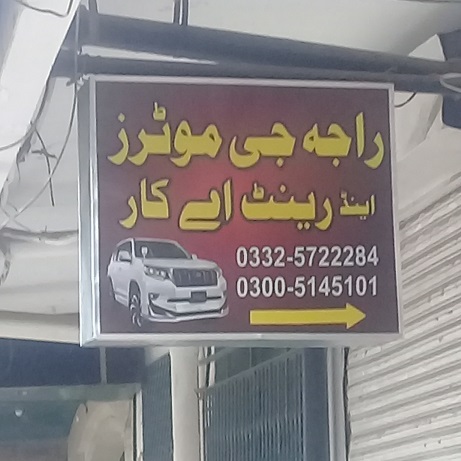 راجہ جی موٹرز
اینڈ رینٹ اے کار
0332-5722284
0300-5145101